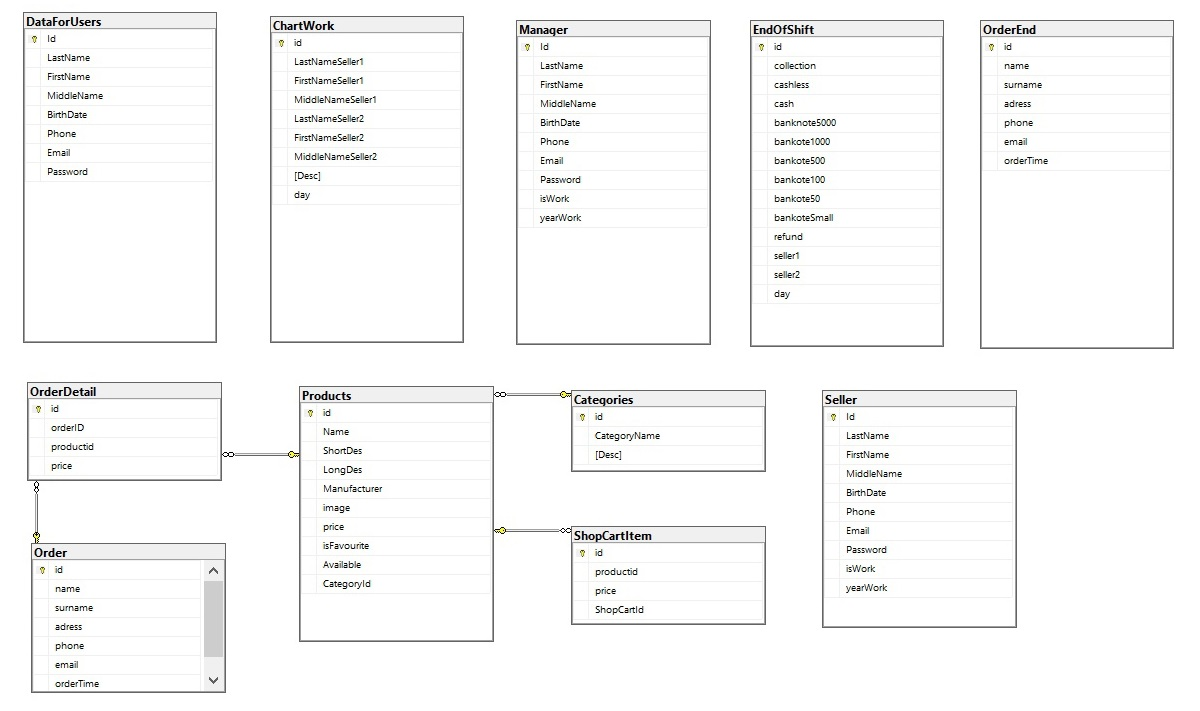 DataForUsers
Id
LastName
FirstName
MiddleName
BirthDate
Phone
Email
Password
ChartWork
id
LastNameSeller1
FirstNameSeller1
MiddleNameSeller1
LastNameSeller2
FirstNameSeller2
MiddleNameSeller2
[Desc]
day
Manager
Id
LastName
FirstName
MiddleName
BirthDate
Phone
Email
Password
isWork
yearWork
EndOfShift
id
collection
cashless
cash
banknote5000
bankote1000
bankote500
bankote100
bankote50
bankoteSmall
refund
seller1
seller2
day
OrderEnd
id
name
surname
adress
phone
email
orderTime
OrderDetail
id
orderID
productid
price
Order
id
name
surname
adress
phone
email
orderTime
Products
id
Name
ShortDes
LongDes
Manufacturer
image
price
isFavourite
Available
CategoryId
Categories
id
CategoryName
[Desc]
ShopCartItem
id
productid
price
ShopCartId
Seller
Id
LastName
FirstName
MiddleName
BirthDate
Phone
Email
Password
isWork
yearWork